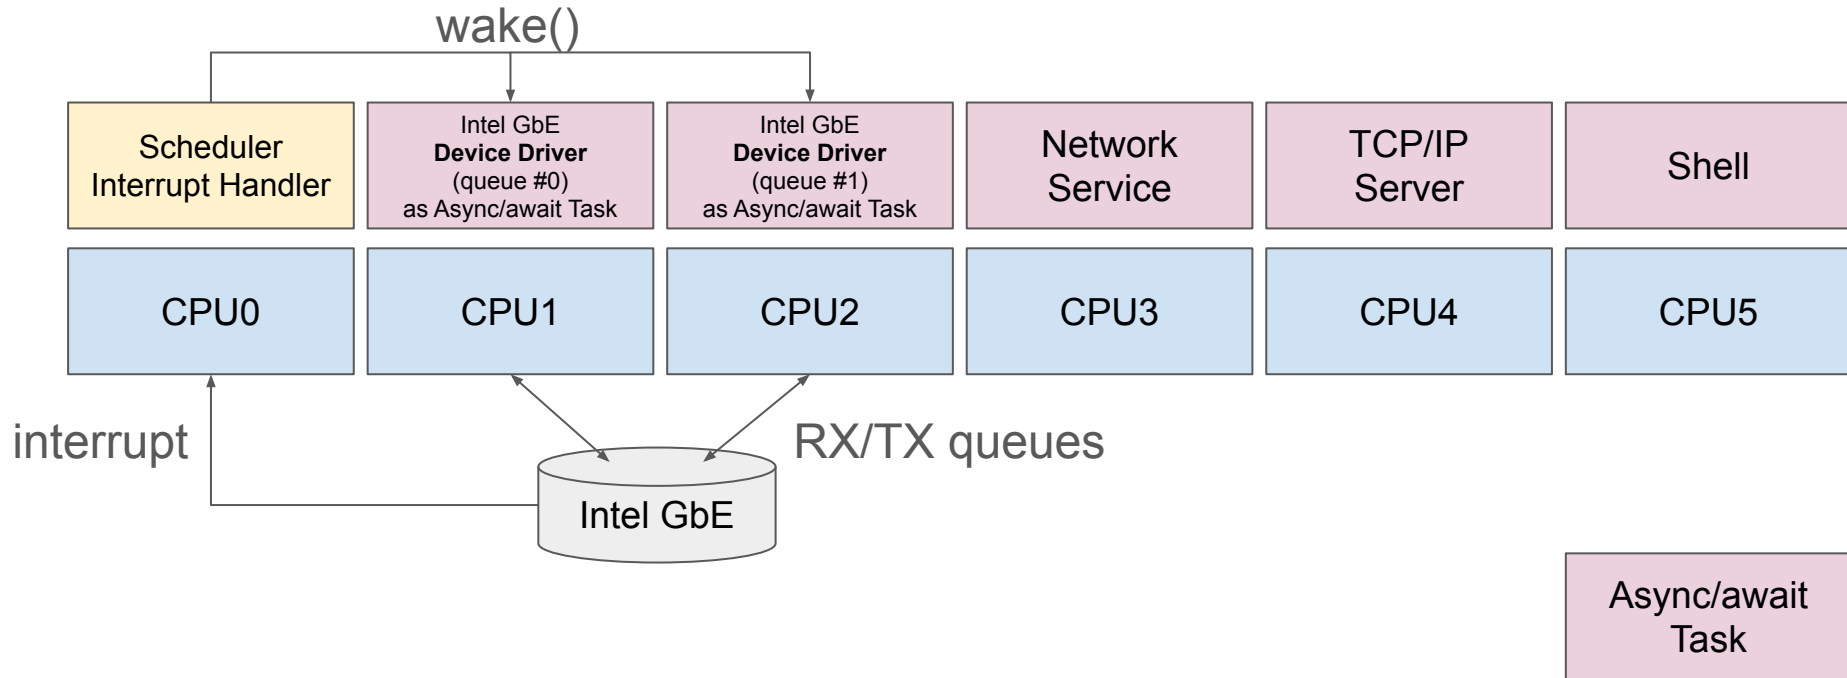 wake()
Scheduler
Interrupt Handler
Intel GbE
Device Driver
(queue #0)
as Async/await Task
Intel GbE
Device Driver
(queue #1)
as Async/await Task
Network
Service
TCP/IP
Server
Shell
CPU0
CPU1
CPU2
CPU3
CPU4
CPU5
interrupt
RX/TX queues
Intel GbE
Async/await
Task